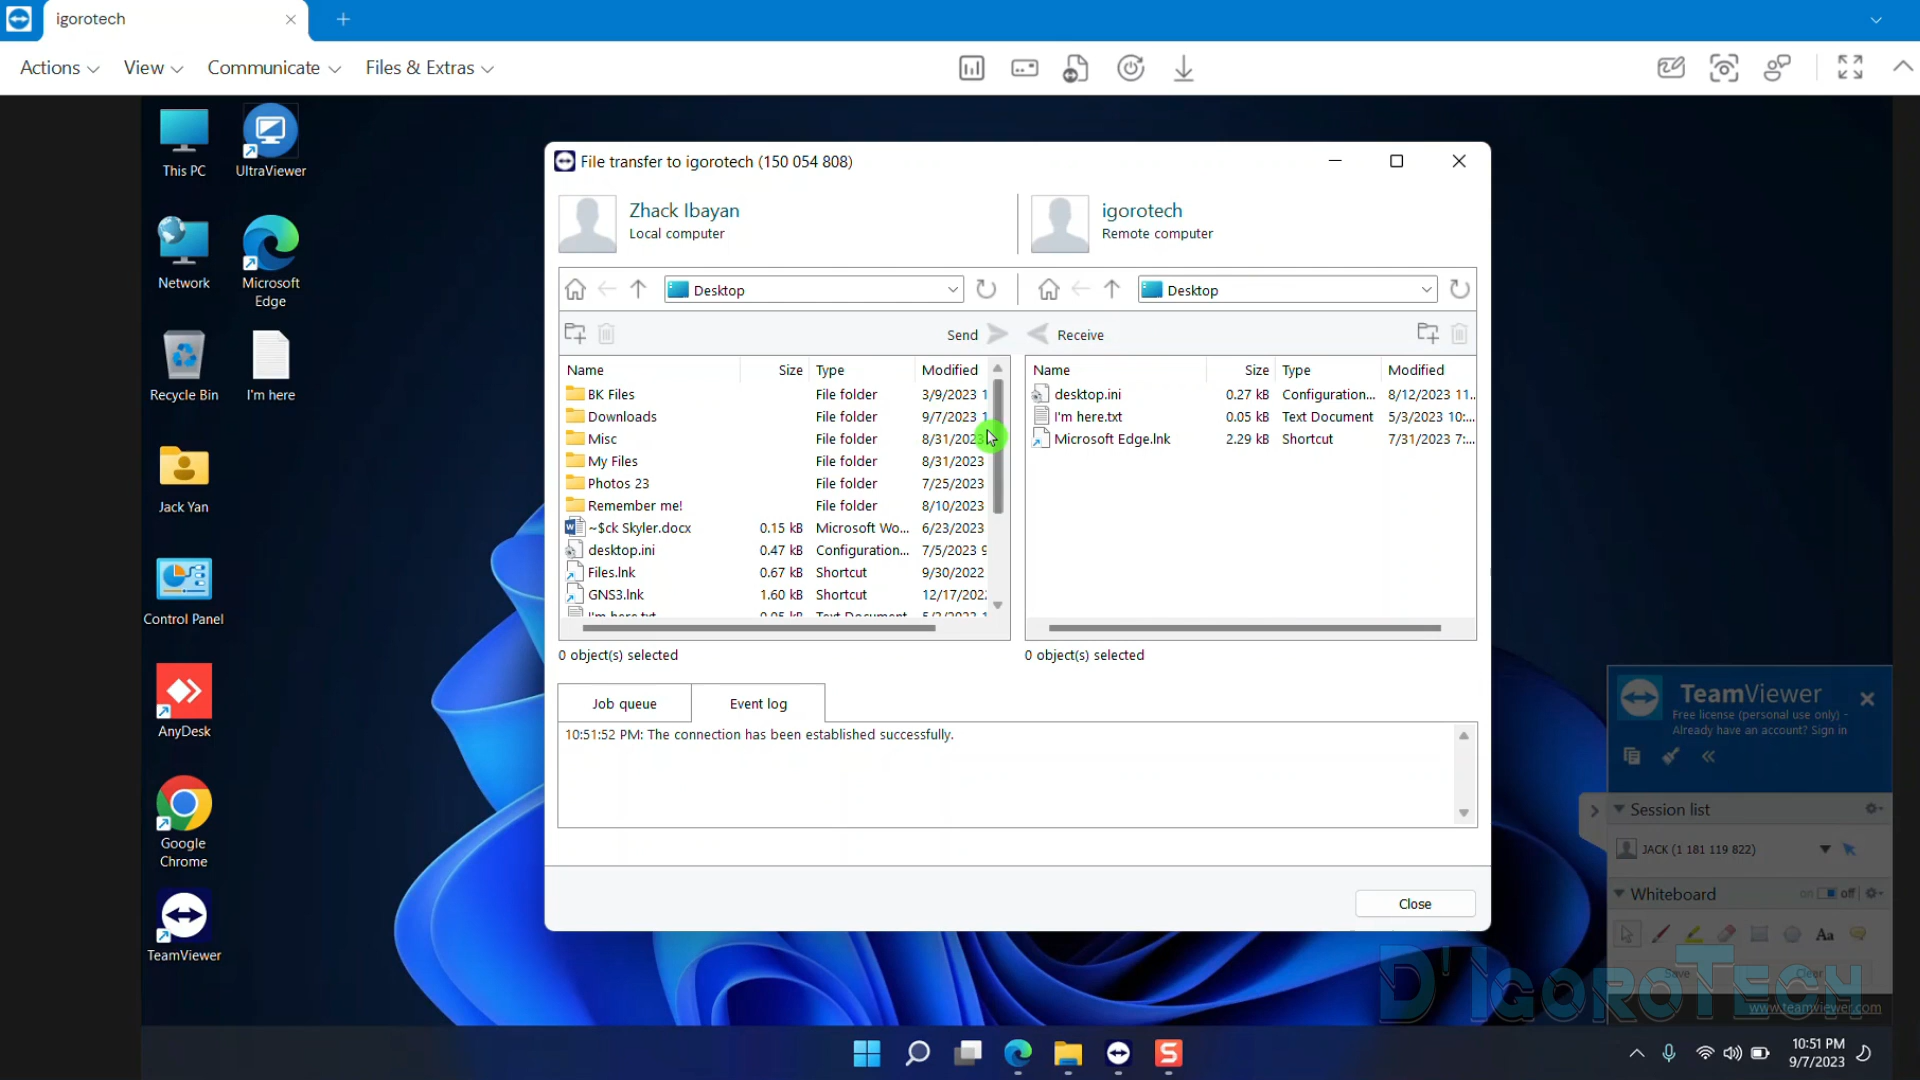 igorotech
Actions View Communicate Files & Extras
This PC
UltraViewer
Network
Microsoft
Edge
Recycle Bin
I'm here
Jack Yan
Control Panel
AnyDesk
Google
Chrome
TeamViewer
File transfer to igorotech (150 054 808)
Zhack Ibayan
Local computer
igorotech
Remote computer
Desktop
Desktop
Send
Receive
Name Size Type Modified
BK Files File folder 3/9/2023 1
Downloads File folder 9/7/2023 1
Misc File folder 8/31/2023
My Files File folder 8/31/2023
Photos 23 File folder 7/25/2023
Remember me! File folder 8/10/2023
~$ck Skyler.docx 0.15 kB Microsoft Wo... 6/23/2023
desktop.ini 0.47 kB Configuration... 7/5/2023 9
Files.lnk 0.67 kB Shortcut 9/30/2022
GNS3.lnk 1.60 kB Shortcut 12/17/202
I'm here.txt 0.05 kB Text Document 5/3/2023 1
Name Size Type Modified
desktop.ini 0.27 kB Configuration... 8/12/2023 11...
I'm here.txt 0.05 kB Text Document 5/3/2023 10:...
Microsoft Edge.lnk 2.29 kB Shortcut 7/31/2023 7:...
0 object(s) selected
0 object(s) selected
Job queue Event log
10:51:52 PM: The connection has been established successfully.
Close
TeamViewer
Free license (personal use only) -
Already have an account? Sign in
Session list
JACK (1 181 119 822)
Whiteboard
on off
Aa
Save Clear
D'IGOROTECH
www.teamviewer.com
10:51 PM
9/7/2023